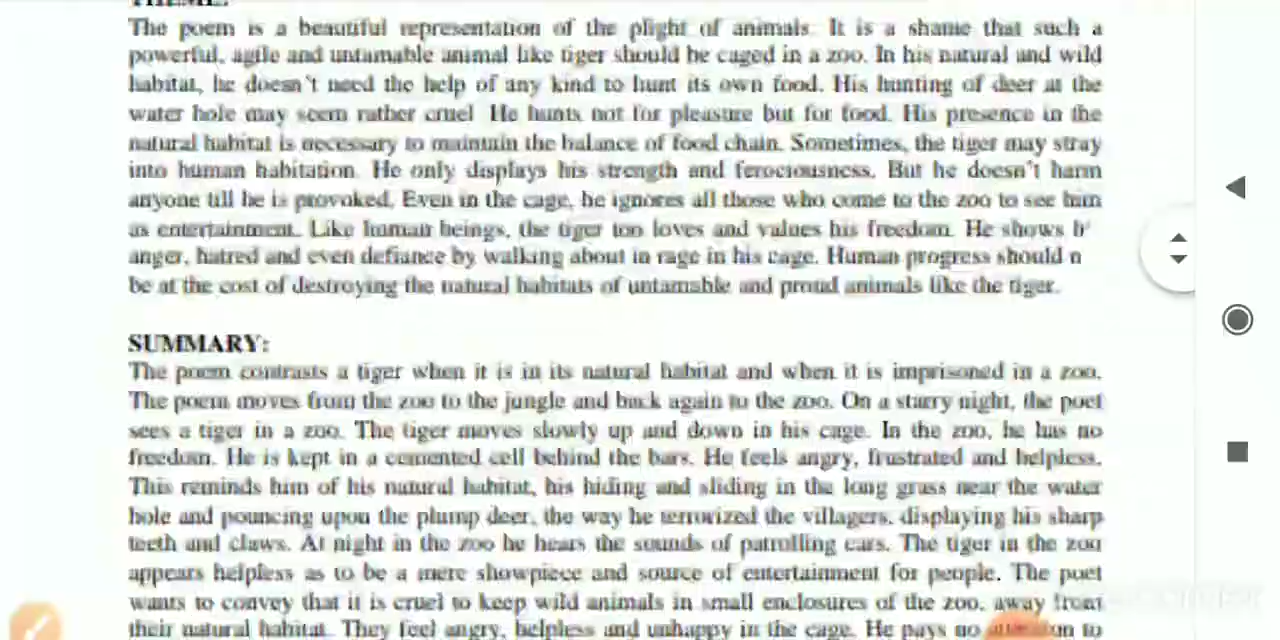 THEME:
The poem is a beautiful representation of the plight of animals. It is a shame that such a
powerful, agile and untamable animal like tiger should be caged in a zoo. In his natural and wild
habitat, he doesn't need the help of any kind to hunt its own food. His hunting of deer at the
water hole may seem rather cruel He hunts not for pleasure but for food. His presence in the
natural habitat is necessary to maintain the balance of food chain. Sometimes, the tiger may stray
into human habitation. He only displays his strength and ferociousness. But he doesn't harm
anyone till he is provoked. Even in the cage, he ignores all those who come to the zoo to see him
as entertainment. Like human beings, the tiger too loves and values his freedom. He shows
anger, hatred and even defiance by walking about in rage in his cage. Human progress should n
be at the cost of destroying the natural habitats of untamable and proud animals like the tiger.
SUMMARY:
The poem contrasts a tiger when it is in its natural habitat and when it is imprisoned in a zoo.
The poem moves from the zoo to the jungle and back again to the zoo. On a starry night, the poet
sees a tiger in a zoo. The tiger moves slowly up and down in his cage. In the zoo, he has no
freedom. He is kept in a cemented cell behind the bars. He feels angry, frustrated and helpless.
This reminds him of his natural habitat, his hiding and sliding in the long grass near the water
hole and pouncing upon the plump deer, the way he terrorized the villagers, displaying his sharp
teeth and claws. At night in the zoo he hears the sounds of patrolling cars. The tiger in the zoo
appears helpless as to be a mere showpiece and source of entertainment for people. The poet
wants to convey that it is cruel to keep wild animals in small enclosures of the zoo, away from
their natural habitat. They feel angry, helpless and unhappy in the cage. He pays no attention to